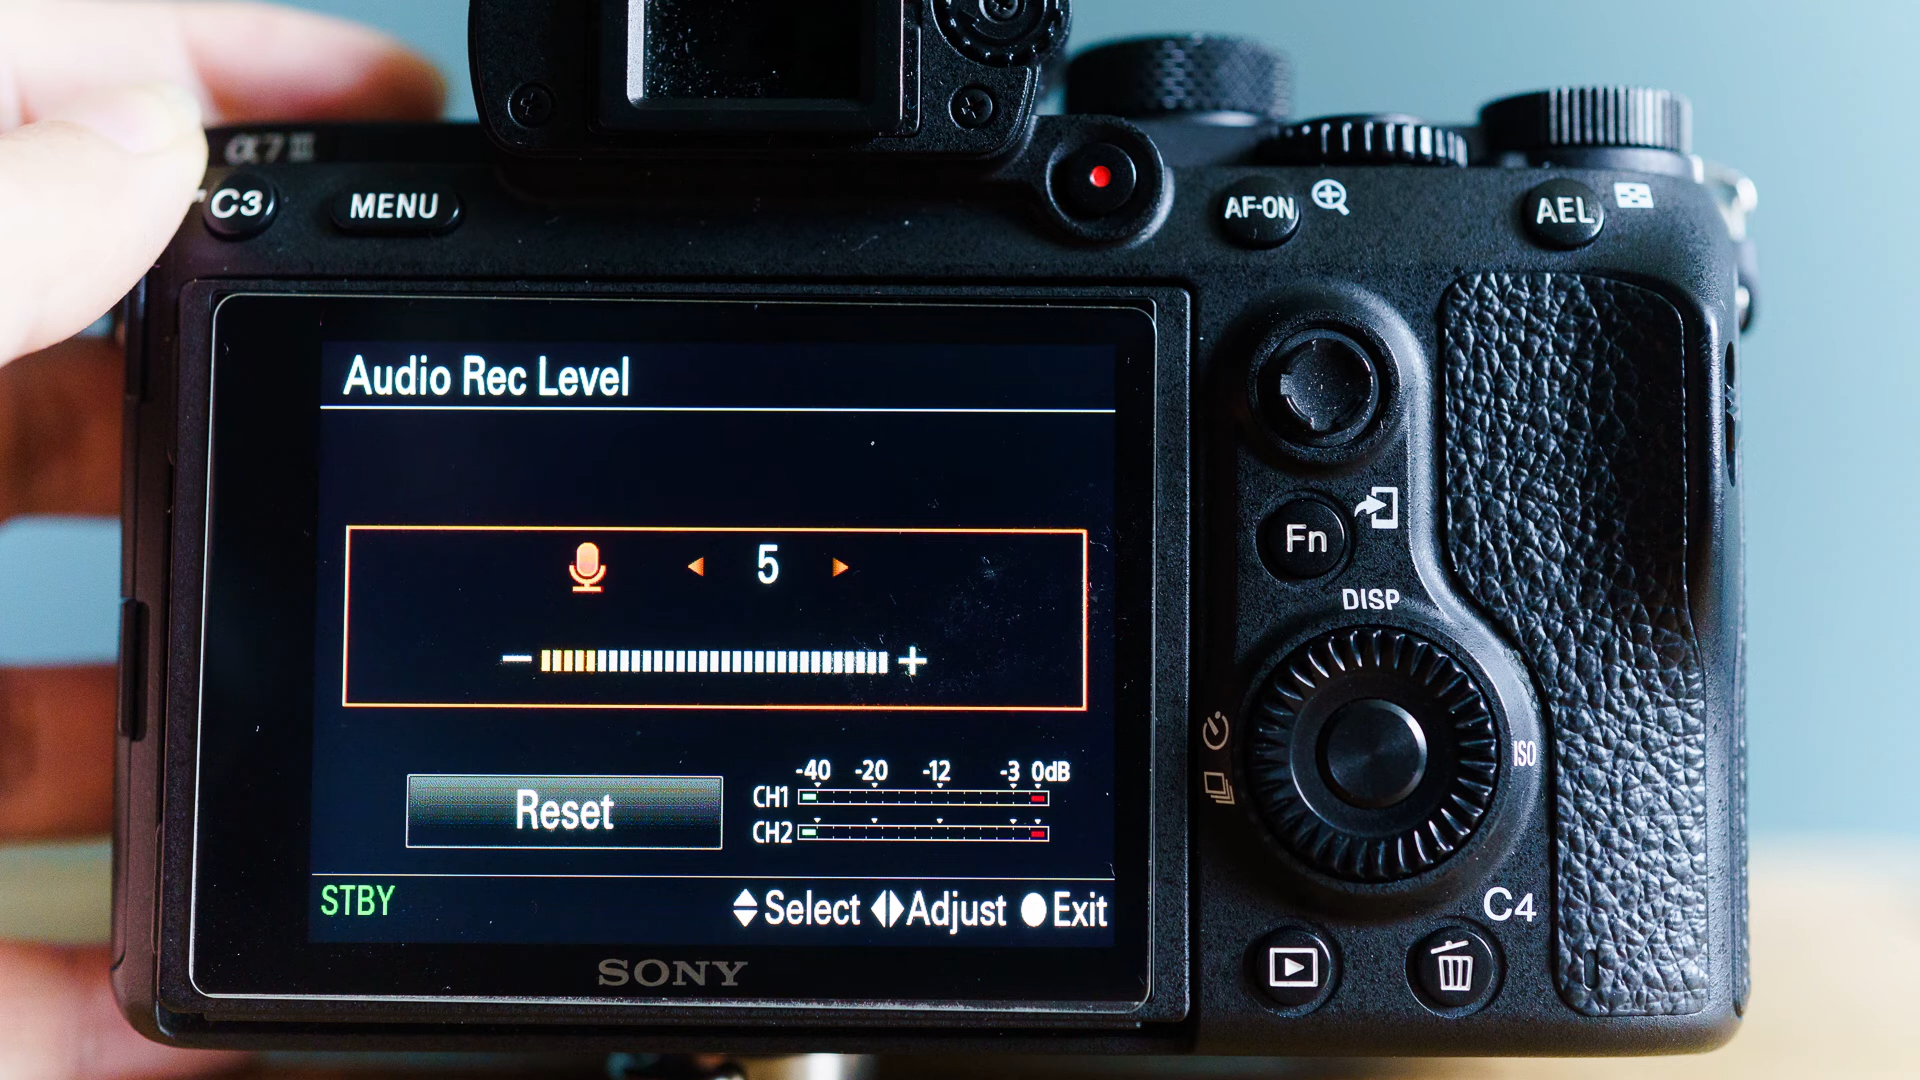 α7 III
C3
MENU
AF-ON
AEL
Audio Rec Level
5
Fn
DISP
ISO
-40 -20 -12 -3 0dB
CH1
CH2
Reset
STBY
Select Adjust Exit
C4
SONY